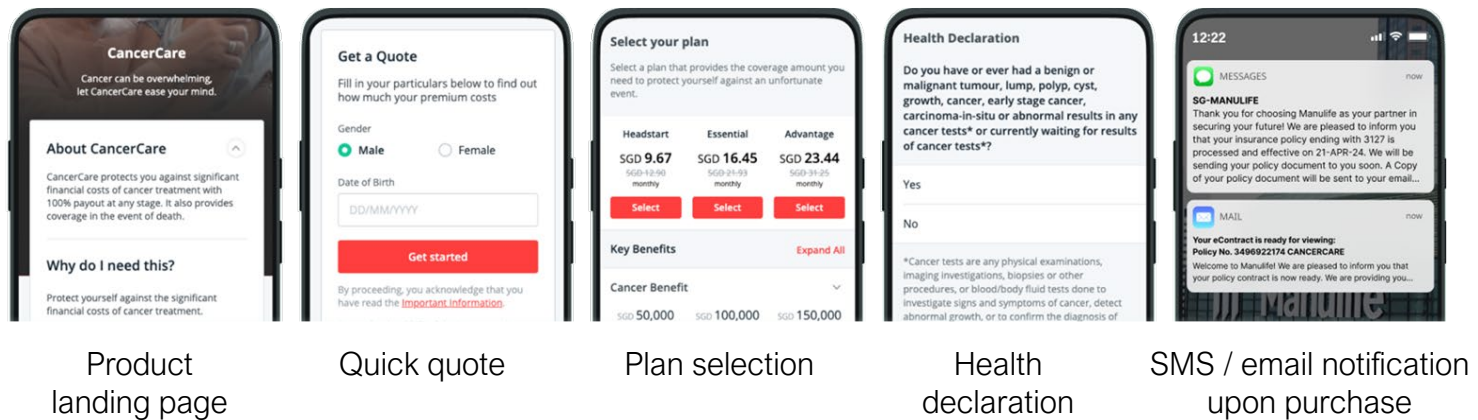 CancerCare
Cancer can be overwhelming,
let CancerCare ease your mind.
About CancerCare
CancerCare protects you against significant
financial costs of cancer treatment with
100% payout at any stage. It also provides
coverage in the event of death.
Why do I need this?
Protect yourself against the significant
financial costs of cancer treatment.
Product
landing page
Get a Quote
Fill in your particulars below to find out
how much your premium costs
Gender
Male Female
Date of Birth
DD/MM/YYYY
Get started
By proceeding, you acknowledge that you
have read the Important Information.
Quick quote
Select your plan
Select a plan that provides the coverage amount you
need to protect yourself against an unfortunate
event.
Headstart Essential Advantage
SGD 9.67 SGD 16.45 SGD 23.44
SGD 12.90 SGD 21.93 SGD 31.25
monthly monthly monthly
Select Select Select
Key Benefits Expand All
Cancer Benefit
SGD 50,000 SGD 100,000 SGD 150,000
Plan selection
Health Declaration
Do you have or ever had a benign or
malignant tumour, lump, polyp, cyst,
growth, cancer, early stage cancer,
carcinoma-in-situ or abnormal results in any
cancer tests* or currently waiting for results
of cancer tests*?
Yes
No
*Cancer tests are any physical examinations,
imaging investigations, biopsies or other
procedures, or blood/body fluid tests done to
investigate signs and symptoms of cancer, detect
abnormal growth, or to confirm the diagnosis of
Health
declaration
12:22
MESSAGES now
SG-MANULIFE
Thank you for choosing Manulife as your partner in
securing your future! We are pleased to inform you
that your insurance policy ending with 3127 is
processed and effective on 21-APR-24. We will be
sending your policy document to you soon. A Copy
of your policy document will be sent to your email...
MAIL now
Your eContract is ready for viewing:
Policy No. 3496922174 CANCERCARE
Welcome to Manulife! We are pleased to inform you that
your policy contract is now ready. We are providing you...
Manulife
SMS / email notification
upon purchase